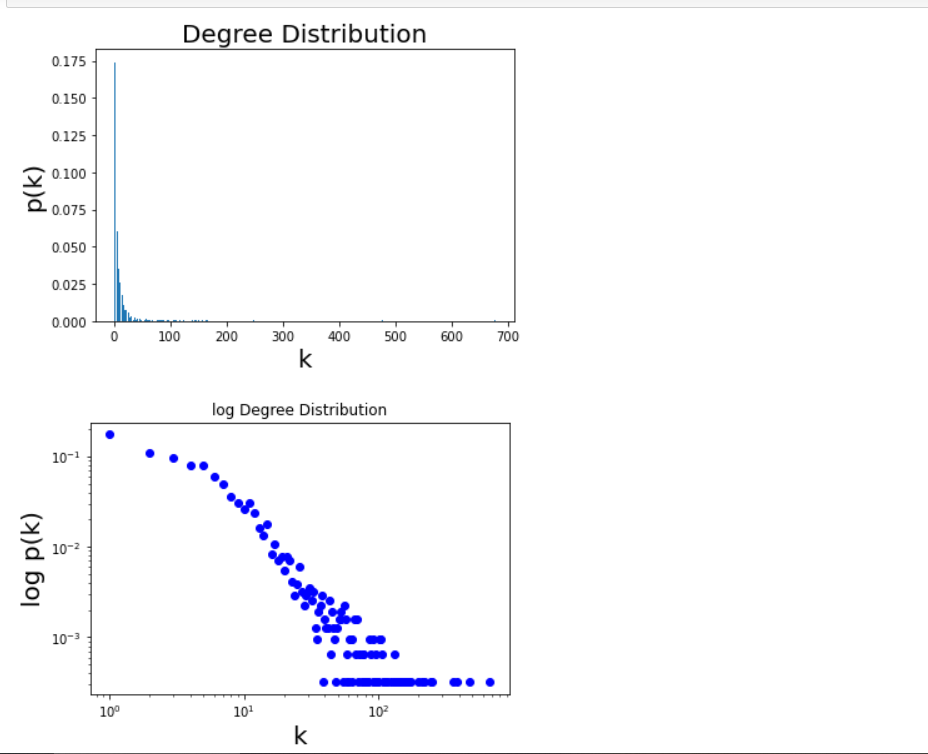 Degree Distribution
0.175
0.150
0.125
0.100
0.075
0.050
0.025
0.000
p(k)
0 100 200 300 400 500 600 700
k
log Degree Distribution
10⁻¹
10⁻²
10⁻³
log p(k)
10⁰ 10¹ 10²
k